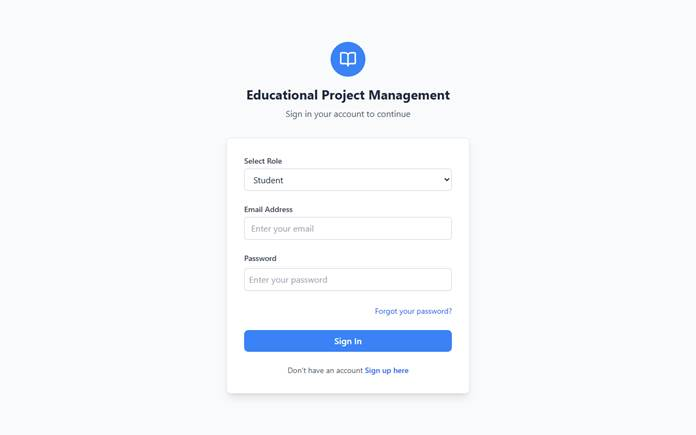 Educational Project Management
Sign in your account to continue
Select Role
Student
Email Address
Enter your email
Password
Enter your password
Forgot your password?
Sign In
Don't have an account Sign up here